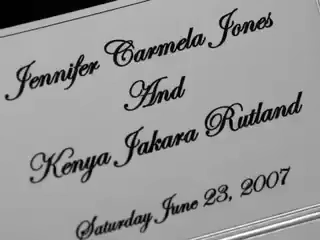 Jennifer Carmela Jones
And
Kenya Jakara Rutland
Saturday June 23, 2007